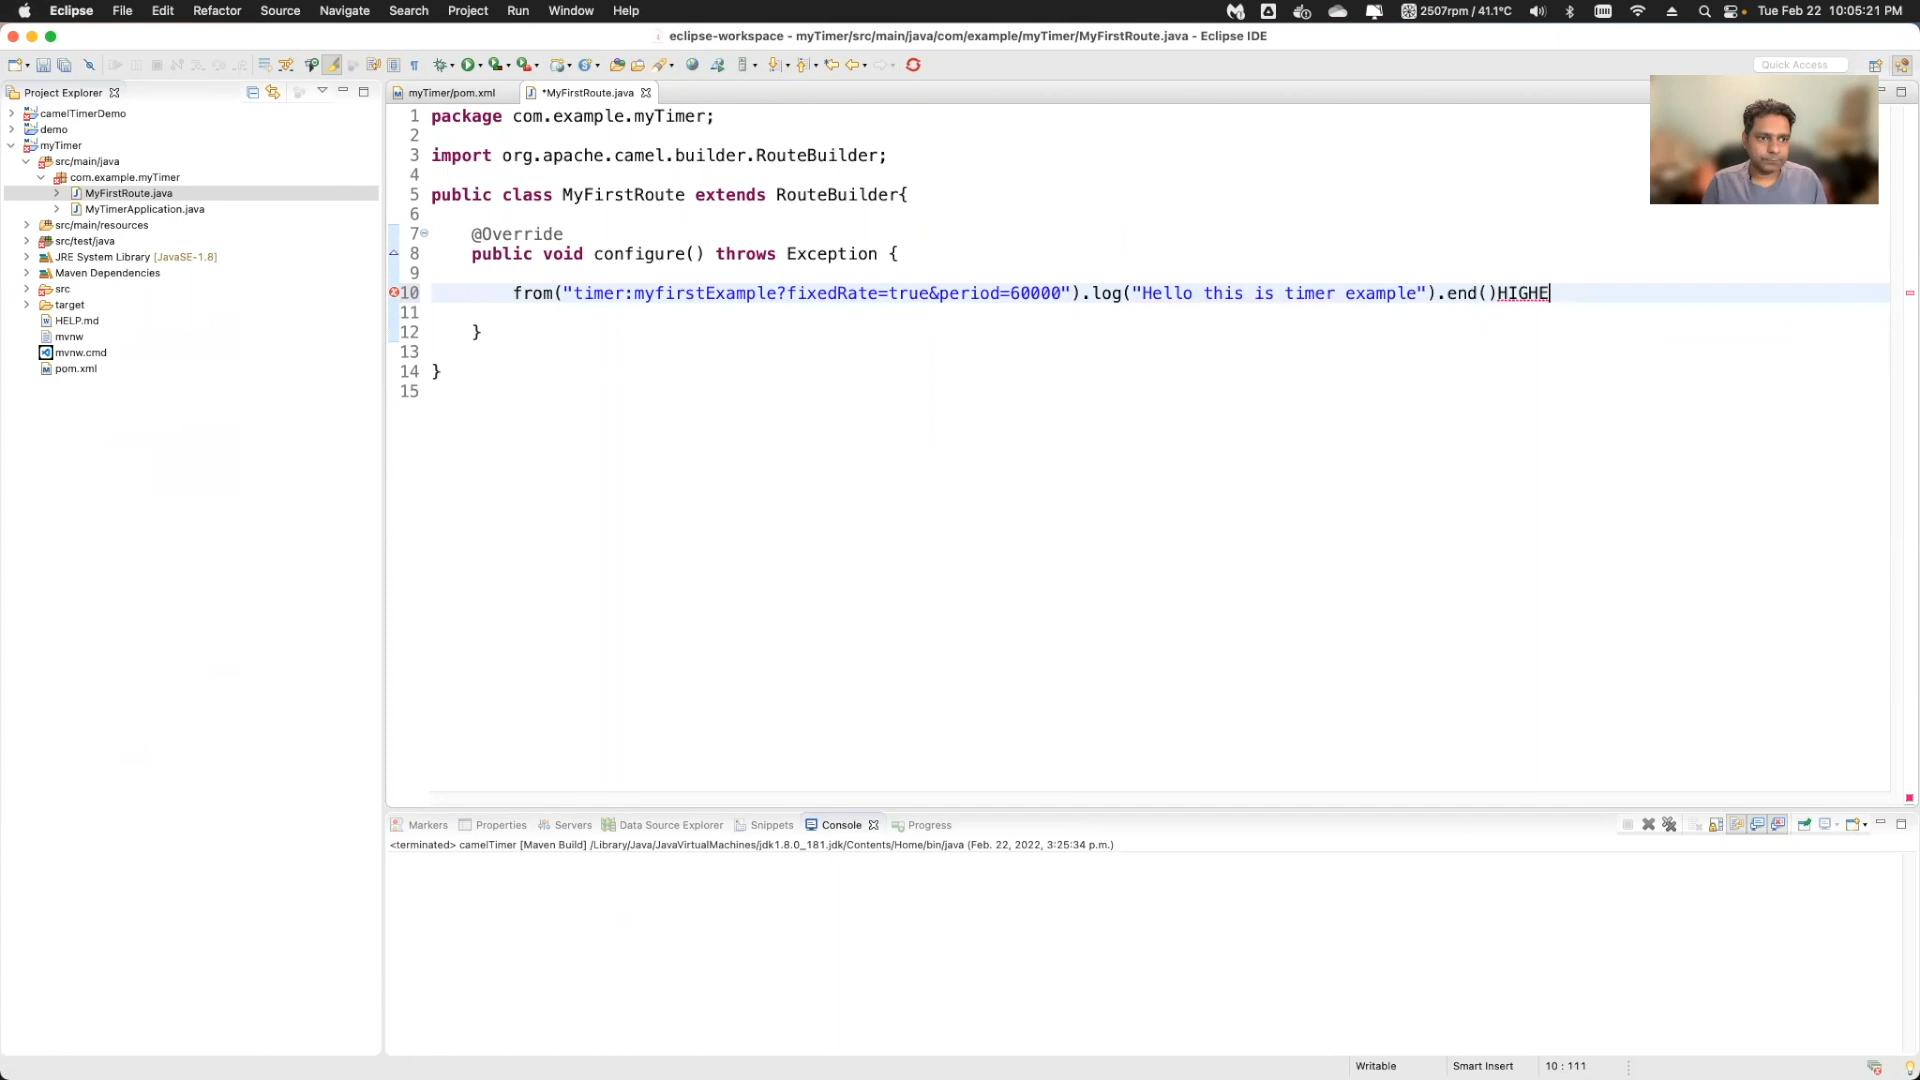 Eclipse File Edit Refactor Source Navigate Search Project Run Window Help 2507rpm / 41.1°C Tue Feb 22 10:05:21 PM
eclipse-workspace - myTimer/src/main/java/com/example/myTimer/MyFirstRoute.java - Eclipse IDE
Quick Access
Project Explorer
camelTimerDemo
demo
myTimer
src/main/java
com.example.myTimer
MyFirstRoute.java
MyTimerApplication.java
src/main/resources
src/test/java
JRE System Library [JavaSE-1.8]
Maven Dependencies
src
target
HELP.md
mvnw
mvnw.cmd
pom.xml
myTimer/pom.xml *MyFirstRoute.java
1 package com.example.myTimer;
2
3 import org.apache.camel.builder.RouteBuilder;
4
5 public class MyFirstRoute extends RouteBuilder{
6
7 @Override
8 public void configure() throws Exception {
9
10 from("timer:myfirstExample?fixedRate=true&period=60000").log("Hello this is timer example").end()HIGHE
11
12 }
13
14 }
15
Markers Properties Servers Data Source Explorer Snippets Console Progress
<terminated> camelTimer [Maven Build] /Library/Java/JavaVirtualMachines/jdk1.8.0_181.jdk/Contents/Home/bin/java (Feb. 22, 2022, 3:25:34 p.m.)
Writable Smart Insert 10 : 111